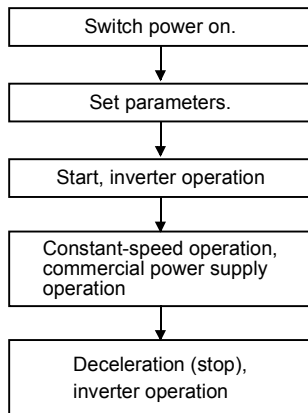 Switch power on.
Set parameters.
Start, inverter operation
Constant-speed operation,
commercial power supply
operation
Deceleration (stop),
inverter operation